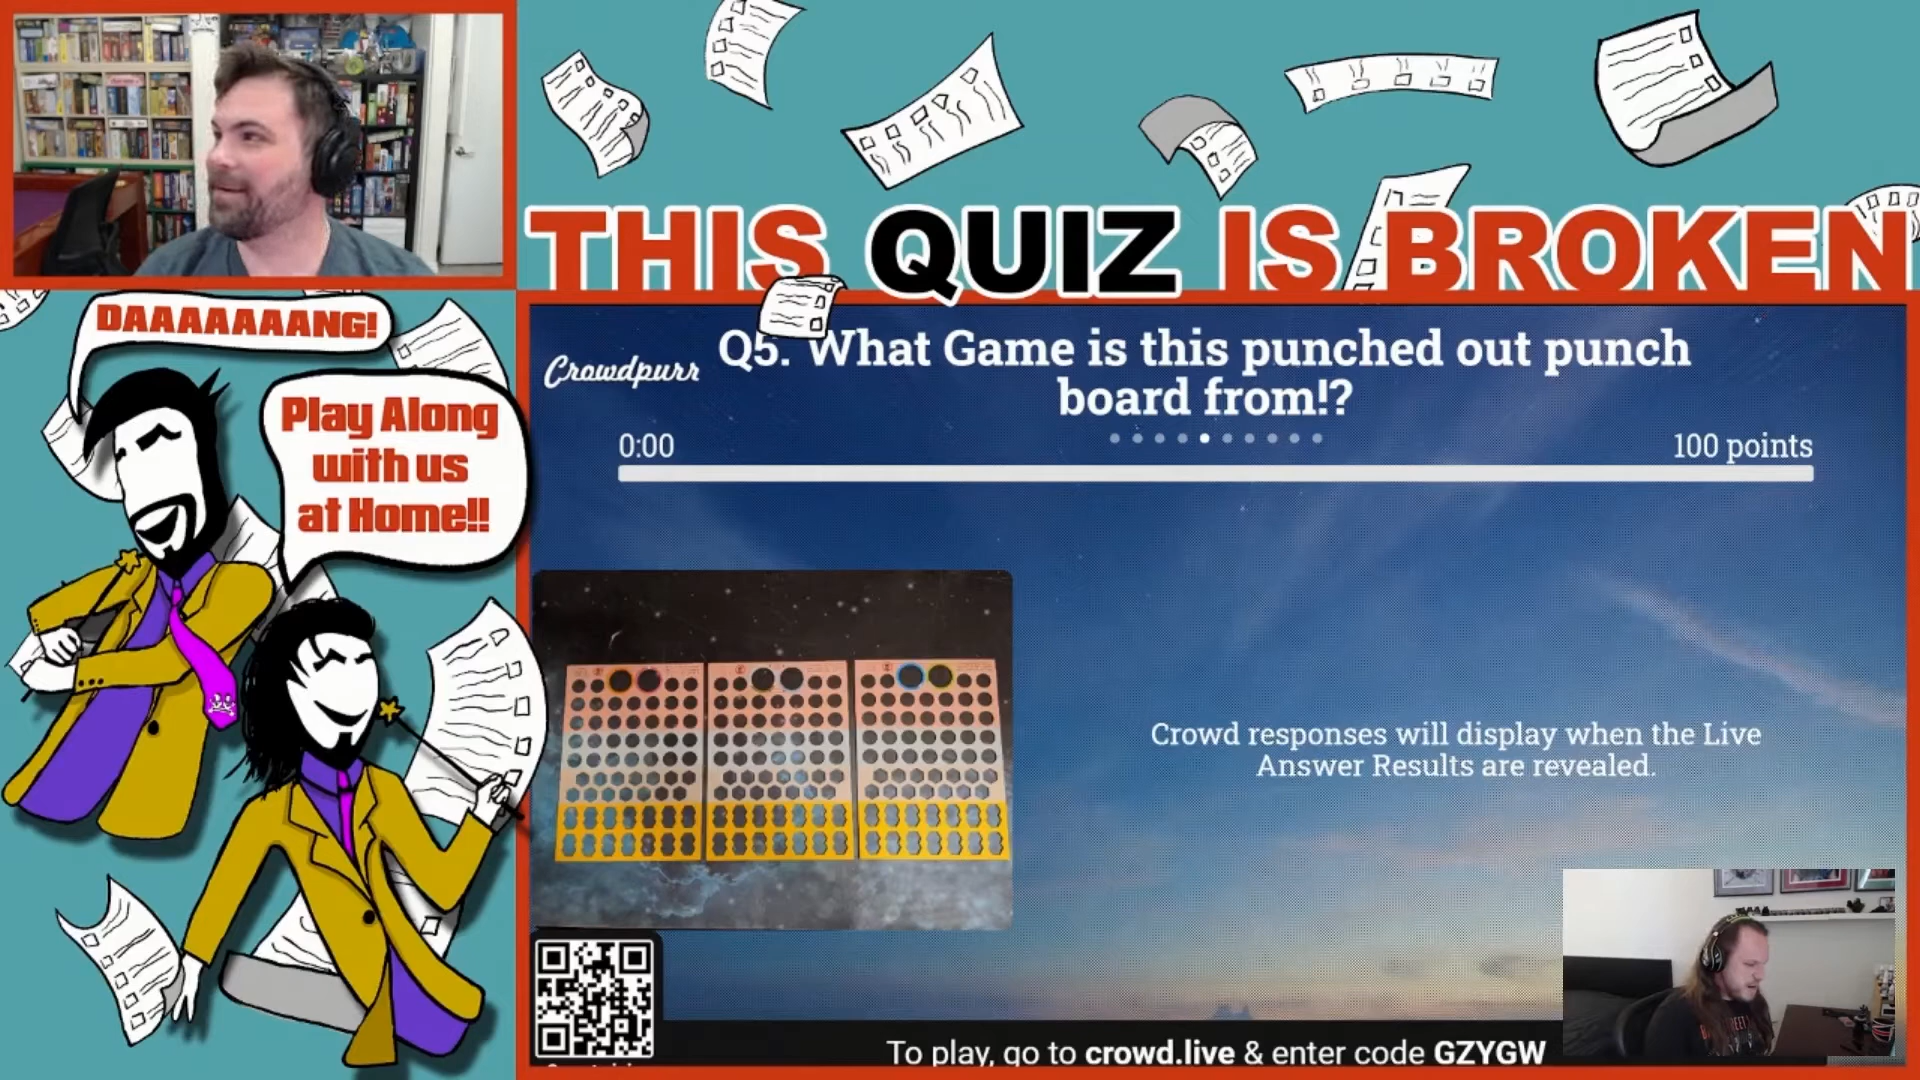 THIS QUIZ IS BROKEN
DAAAAAAAANG!
Play Along
with us
at Home!!
Crowdpurr
Q5. What Game is this punched out punch
board from!?
0:00
100 points
Crowd responses will display when the Live
Answer Results are revealed.
To play, go to crowd.live & enter code GZYGW